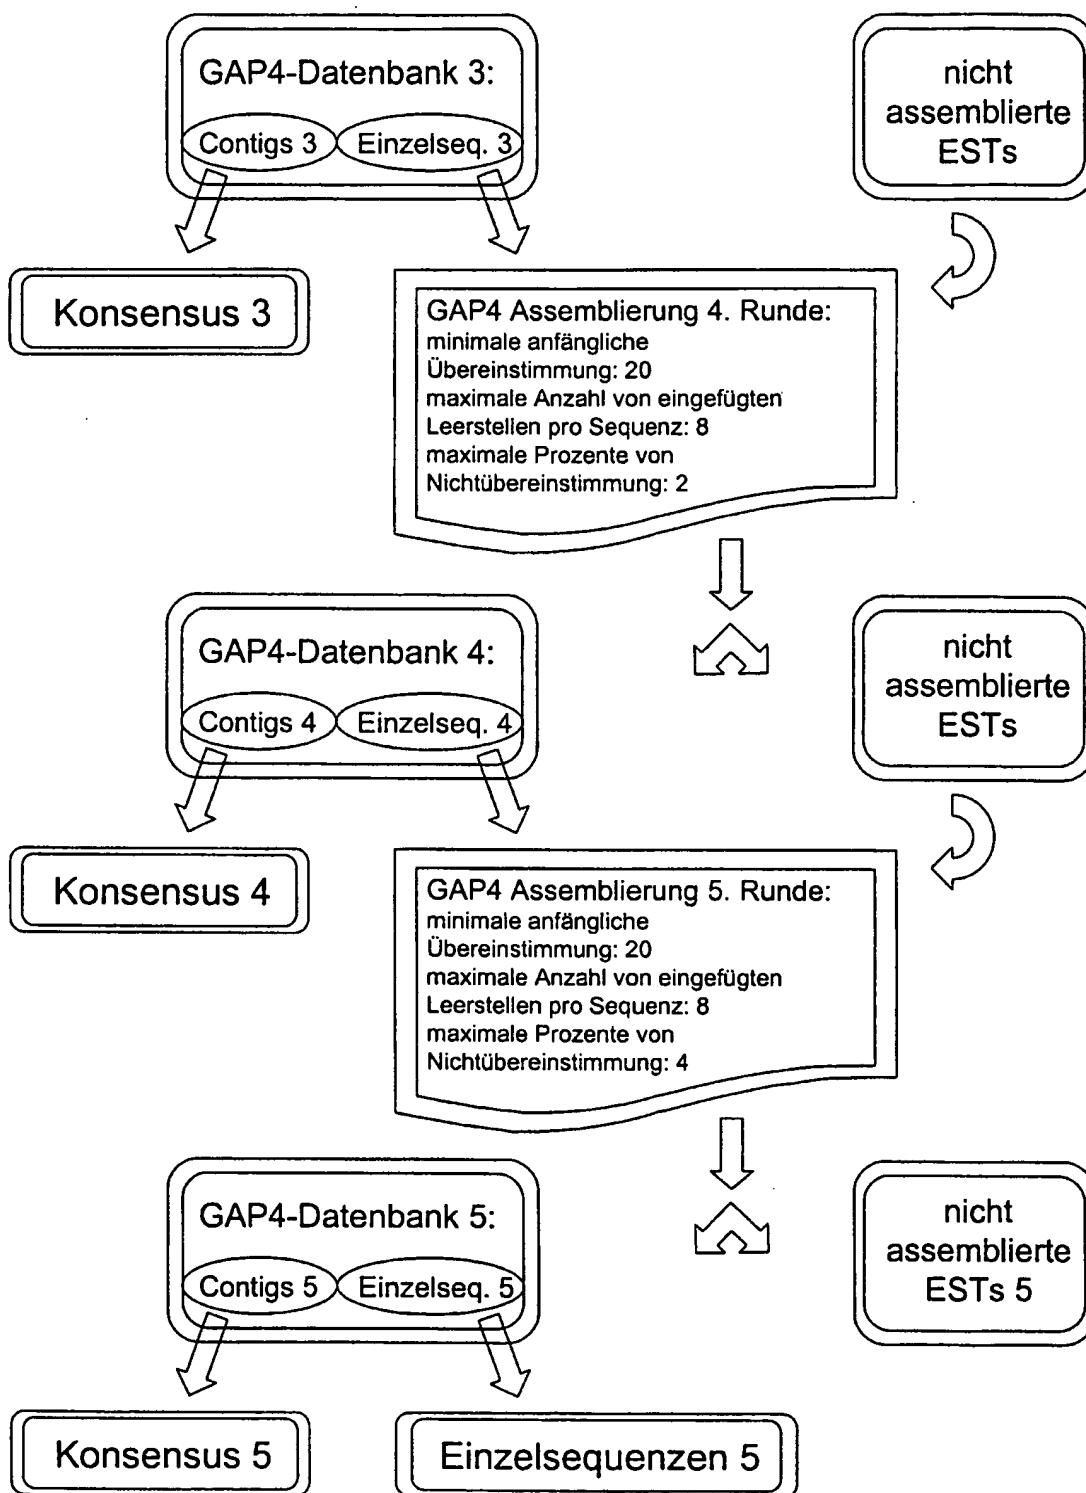 GAP4-Datenbank 3:
Contigs 3
Einzelseq. 3
nicht
assemblierte
ESTs
Konsensus 3
GAP4 Assemblierung 4. Runde:
minimale anfängliche
Übereinstimmung: 20
maximale Anzahl von eingefügten
Leerstellen pro Sequenz: 8
maximale Prozente von
Nichtübereinstimmung: 2
GAP4-Datenbank 4:
Contigs 4
Einzelseq. 4
nicht
assemblierte
ESTs
Konsensus 4
GAP4 Assemblierung 5. Runde:
minimale anfängliche
Übereinstimmung: 20
maximale Anzahl von eingefügten
Leerstellen pro Sequenz: 8
maximale Prozente von
Nichtübereinstimmung: 4
GAP4-Datenbank 5:
Contigs 5
Einzelseq. 5
nicht
assemblierte
ESTs 5
Konsensus 5
Einzelsequenzen 5